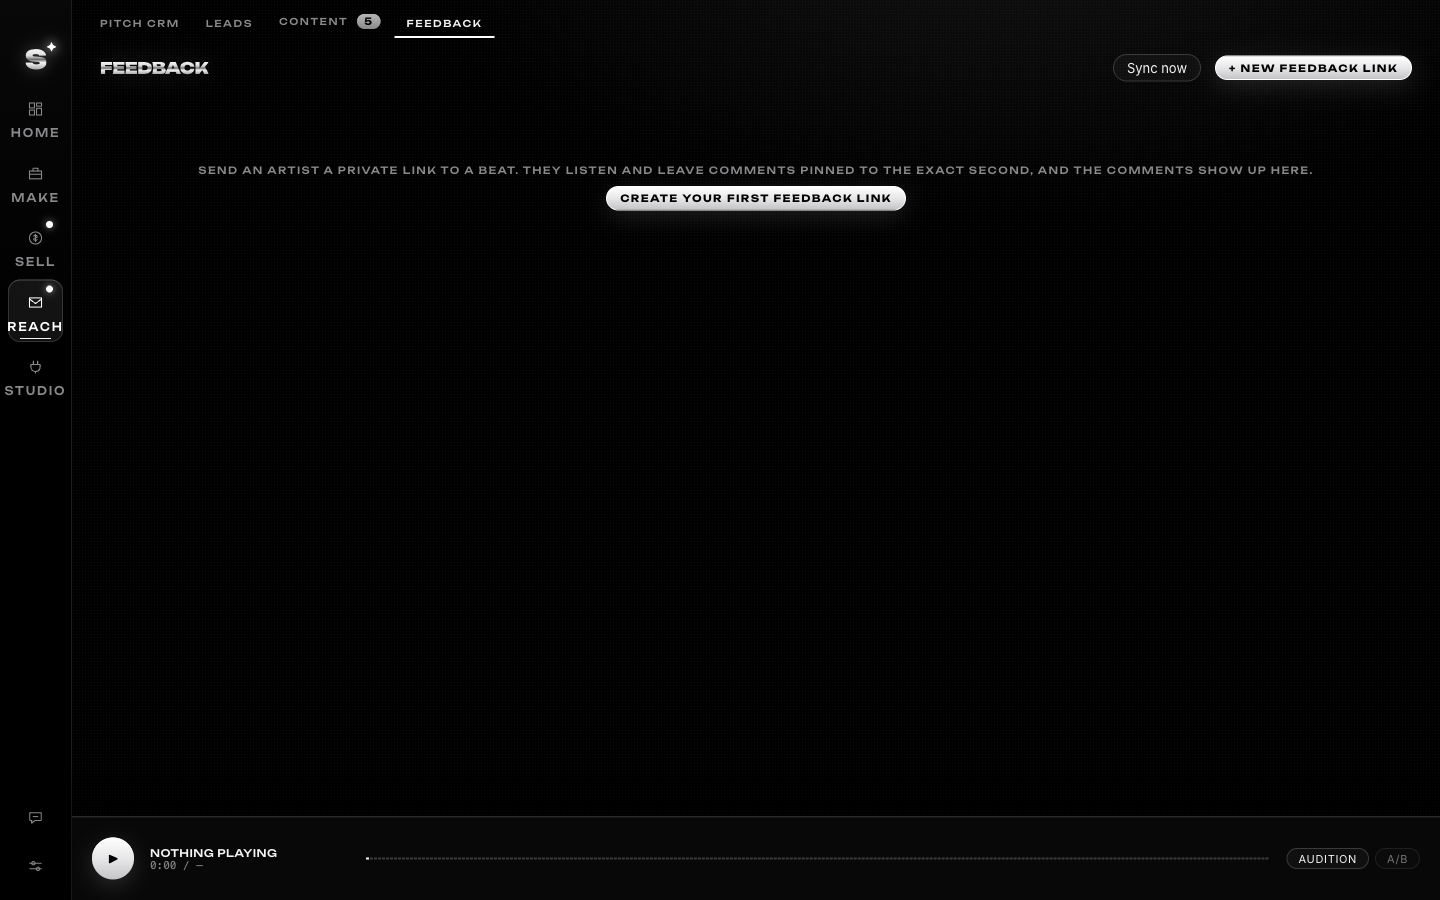 PITCH CRM LEADS CONTENT 5 FEEDBACK
S
FEEDBACK
Sync now
+ NEW FEEDBACK LINK
HOME
MAKE
SELL
REACH
STUDIO
SEND AN ARTIST A PRIVATE LINK TO A BEAT. THEY LISTEN AND LEAVE COMMENTS PINNED TO THE EXACT SECOND, AND THE COMMENTS SHOW UP HERE.
CREATE YOUR FIRST FEEDBACK LINK
NOTHING PLAYING
0:00 / —
AUDITION
A/B